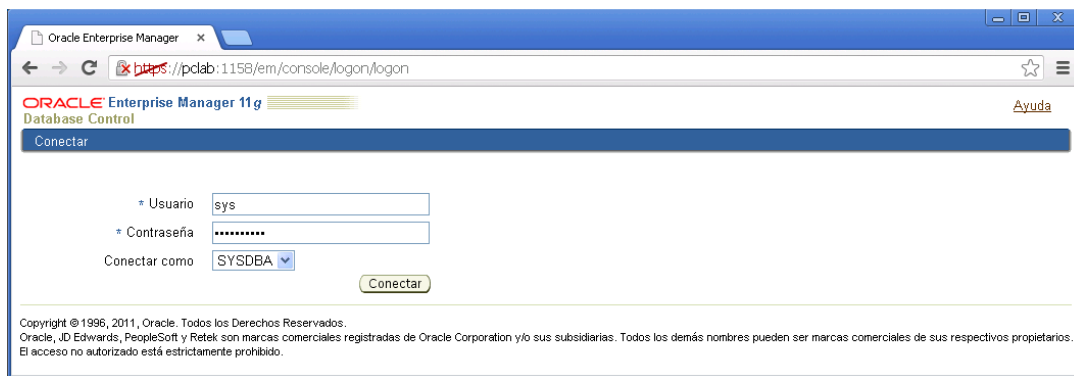 Oracle Enterprise Manager
https://pclab:1158/em/console/logon/logon
ORACLE Enterprise Manager 11g
Database Control
Ayuda
Conectar
* Usuario sys
* Contraseña ••••••••••
Conectar como SYSDBA
Conectar
Copyright © 1996, 2011, Oracle. Todos los Derechos Reservados.
Oracle, JD Edwards, PeopleSoft y Retek son marcas comerciales registradas de Oracle Corporation y/o sus subsidiarias. Todos los demás nombres pueden ser marcas comerciales de sus respectivos propietarios.
El acceso no autorizado está estrictamente prohibido.